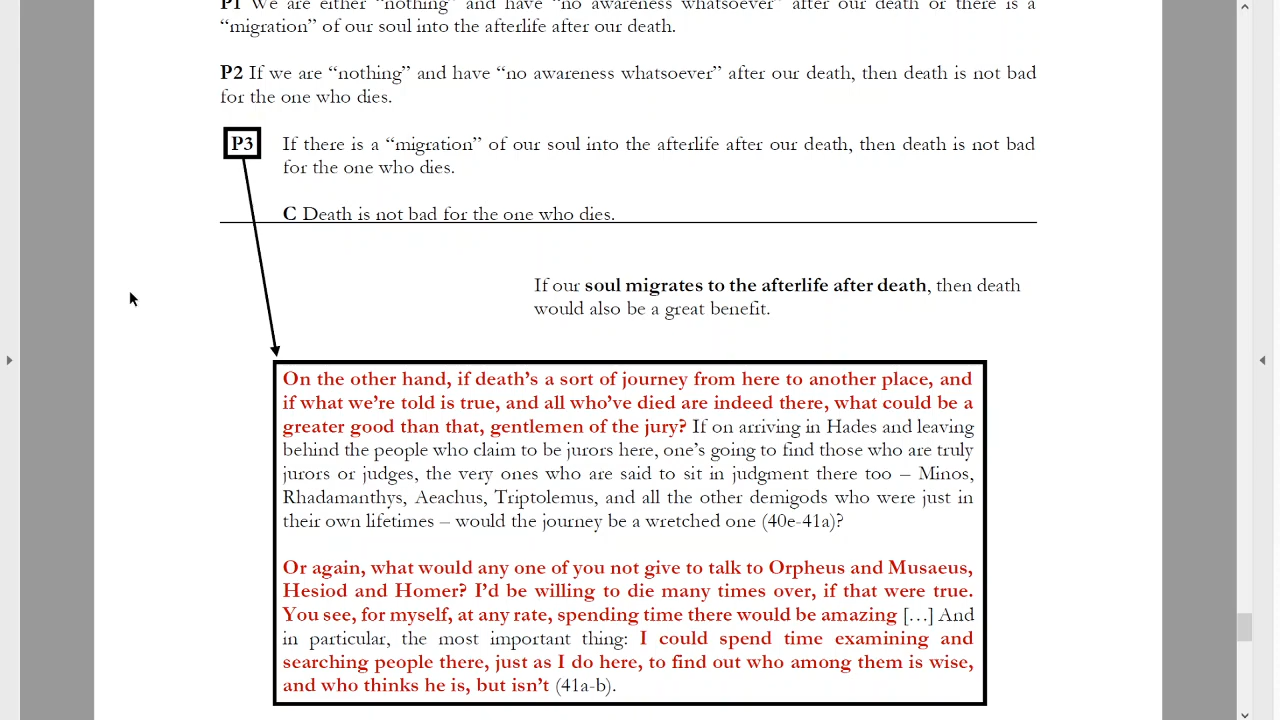 P1 We are either “nothing” and have “no awareness whatsoever” after our death or there is a
“migration” of our soul into the afterlife after our death.
P2 If we are “nothing” and have “no awareness whatsoever” after our death, then death is not bad
for the one who dies.
P3 If there is a “migration” of our soul into the afterlife after our death, then death is not bad
for the one who dies.
C Death is not bad for the one who dies.
If our soul migrates to the afterlife after death, then death
would also be a great benefit.
On the other hand, if death’s a sort of journey from here to another place, and
if what we’re told is true, and all who’ve died are indeed there, what could be a
greater good than that, gentlemen of the jury? If on arriving in Hades and leaving
behind the people who claim to be jurors here, one’s going to find those who are truly
jurors or judges, the very ones who are said to sit in judgment there too – Minos,
Rhadamanthys, Aeachus, Triptolemus, and all the other demigods who were just in
their own lifetimes – would the journey be a wretched one (40e-41a)?
Or again, what would any one of you not give to talk to Orpheus and Musaeus,
Hesiod and Homer? I’d be willing to die many times over, if that were true.
You see, for myself, at any rate, spending time there would be amazing […] And
in particular, the most important thing: I could spend time examining and
searching people there, just as I do here, to find out who among them is wise,
and who thinks he is, but isn’t (41a-b).